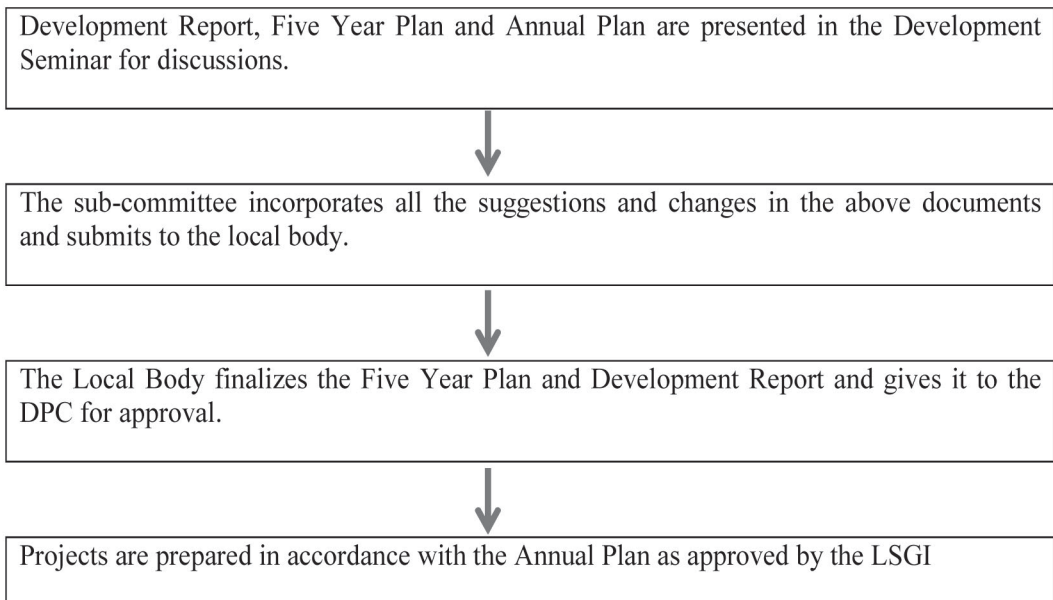 Development Report, Five Year Plan and Annual Plan are presented in the Development
Seminar for discussions.
The sub-committee incorporates all the suggestions and changes in the above documents
and submits to the local body.
The Local Body finalizes the Five Year Plan and Development Report and gives it to the
DPC for approval.
Projects are prepared in accordance with the Annual Plan as approved by the LSGI